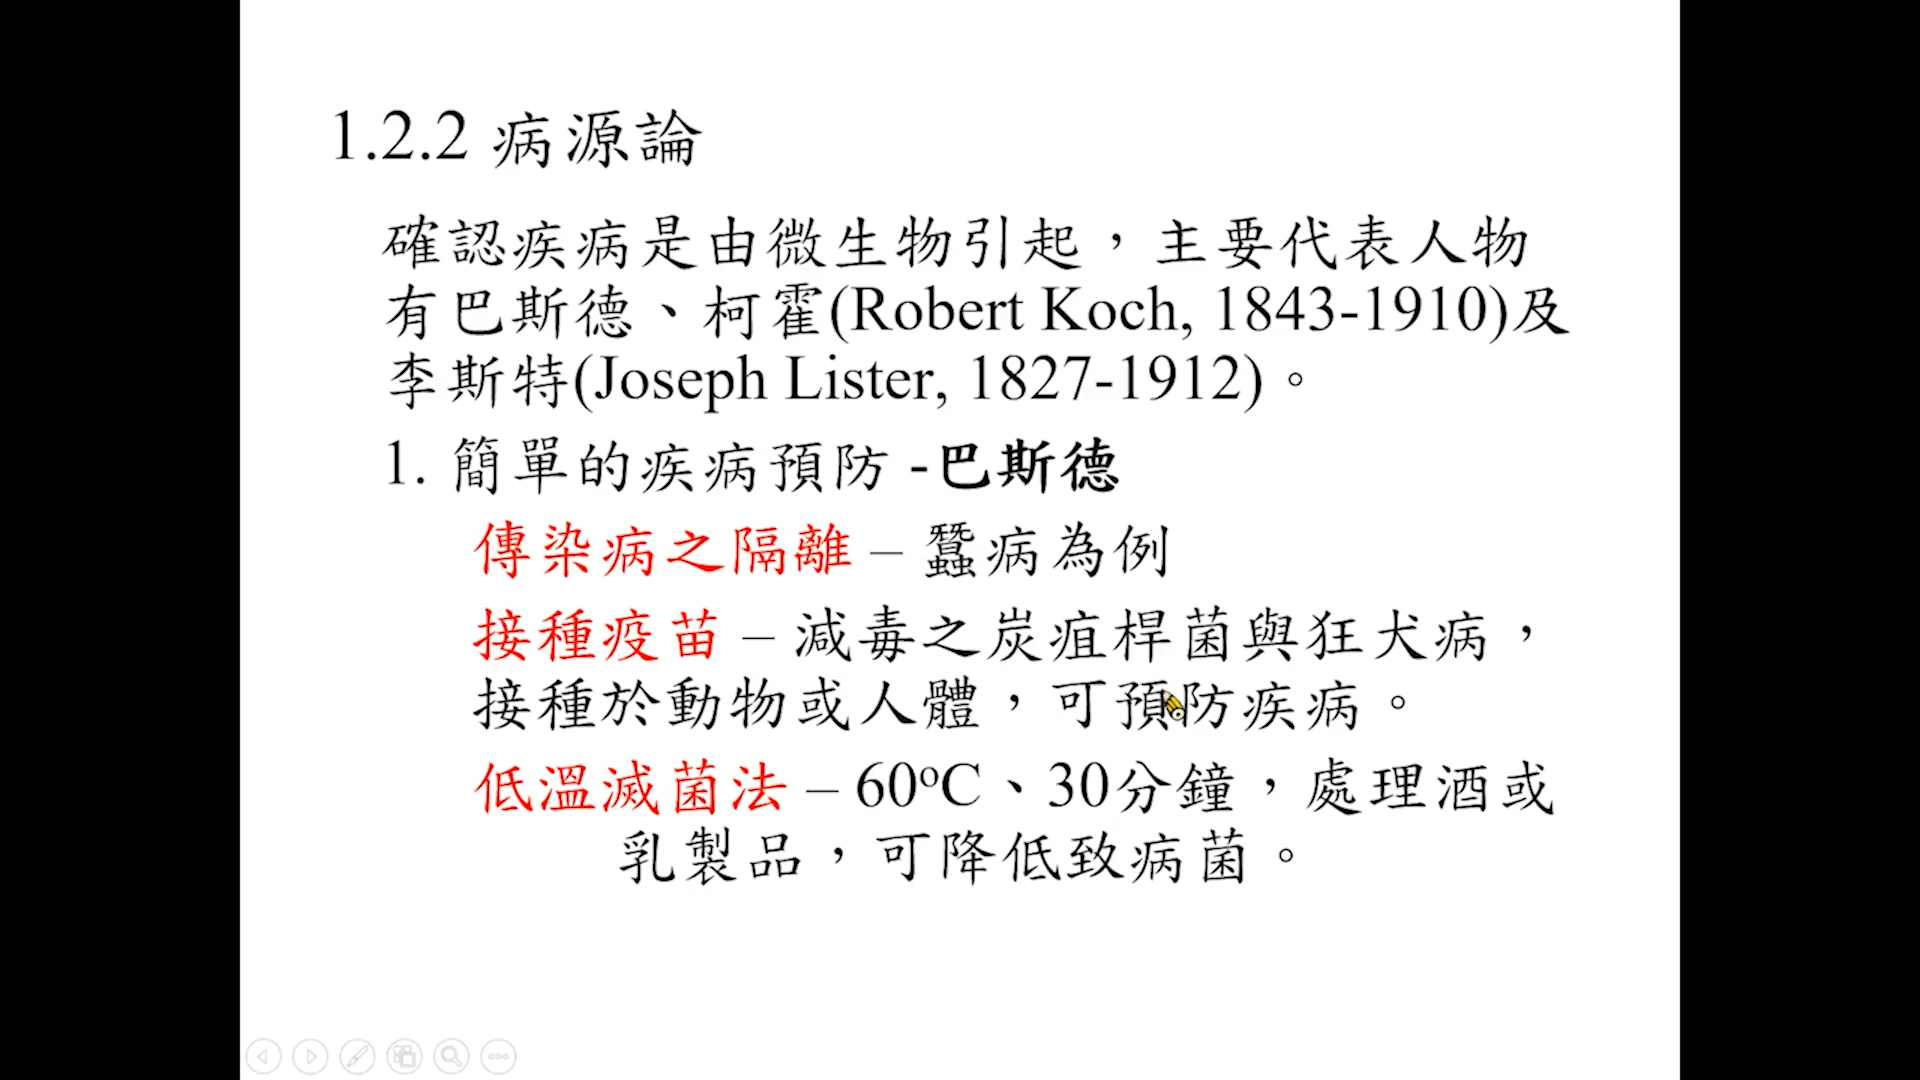 1.2.2 病源論
確認疾病是由微生物引起，主要代表人物
有巴斯德、柯霍(Robert Koch, 1843-1910)及
李斯特(Joseph Lister, 1827-1912)。
1. 簡單的疾病預防 -巴斯德
傳染病之隔離 – 蠶病為例
接種疫苗 – 減毒之炭疽桿菌與狂犬病，
接種於動物或人體，可預防疾病。
低溫滅菌法 – 60ºC、30分鐘，處理酒或
乳製品，可降低致病菌。